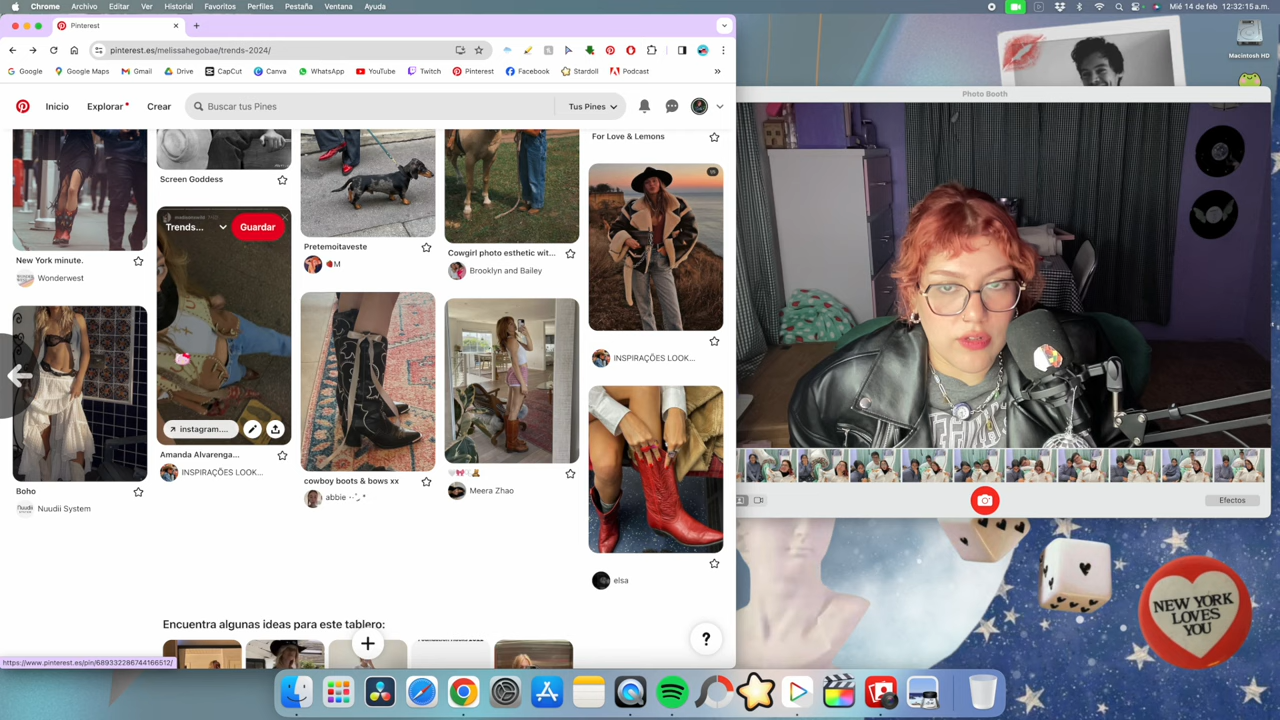 Chrome Archivo Editar Ver Historial Favoritos Perfiles Pestaña Ventana Ayuda
Mié 14 de feb 12:32:15 a.m.
Pinterest
pinterest.es/melissahegobae/trends-2024/
Google Google Maps Gmail Drive CapCut Canva WhatsApp YouTube Twitch Pinterest Facebook Stardoll Podcast
Inicio Explorar Crear Buscar tus Pines Tus Pines
Macintosh HD
Photo Booth
For Love & Lemons
Screen Goddess
Trends... Guardar
Pretemoitaveste
M
Cowgirl photo esthetic wit...
Brooklyn and Bailey
New York minute.
Wonderwest
INSPIRAÇÕES LOOK...
instagram....
Amanda Alvarenga...
INSPIRAÇÕES LOOK...
cowboy boots & bows xx
abbie
Meera Zhao
Boho
Nuudii System
elsa
Efectos
Encuentra algunas ideas para este tablero:
?
https://www.pinterest.es/pin/689332286744166512/
NEW YORK
LOVES
YOU